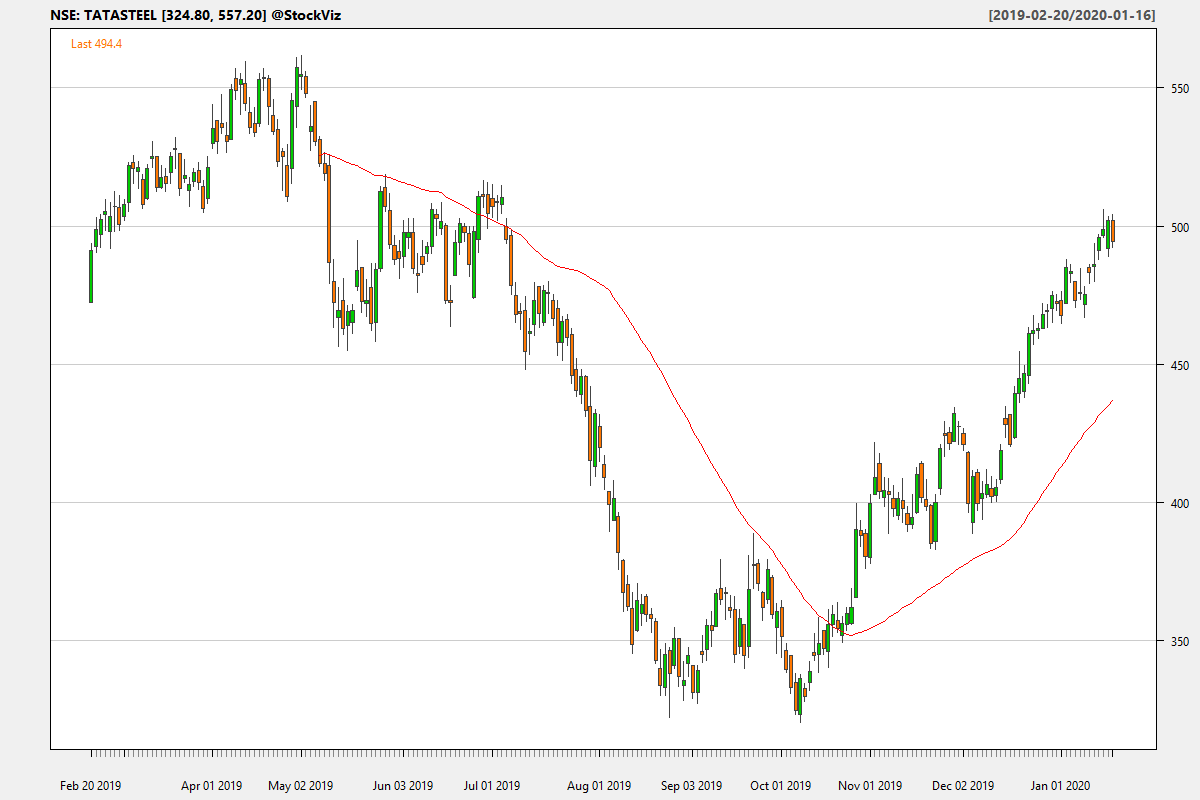 NSE: TATASTEEL [324.80, 557.20] @StockViz [2019-02-20/2020-01-16]
Last 494.4
550
500
450
400
350
Feb 20 2019 Apr 01 2019 May 02 2019 Jun 03 2019 Jul 01 2019 Aug 01 2019 Sep 03 2019 Oct 01 2019 Nov 01 2019 Dec 02 2019 Jan 01 2020